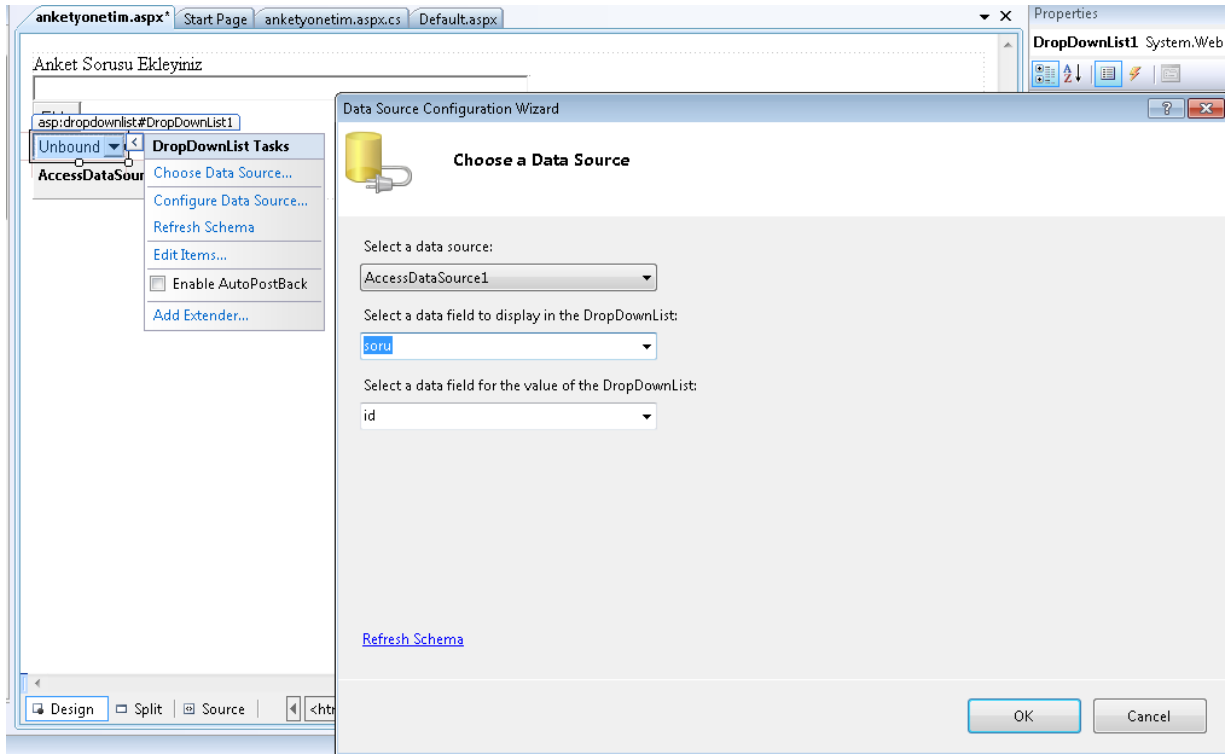 anketyonetim.aspx* Start Page anketyonetim.aspx.cs Default.aspx
Properties
DropDownList1 System.Web
Anket Sorusu Ekleyiniz
asp:dropdownlist#DropDownList1
Unbound
AccessDataSour
DropDownList Tasks
Choose Data Source...
Configure Data Source...
Refresh Schema
Edit Items...
Enable AutoPostBack
Add Extender...
Data Source Configuration Wizard
Choose a Data Source
Select a data source:
AccessDataSource1
Select a data field to display in the DropDownList:
soru
Select a data field for the value of the DropDownList:
id
Refresh Schema
OK Cancel
Design Split Source <htm